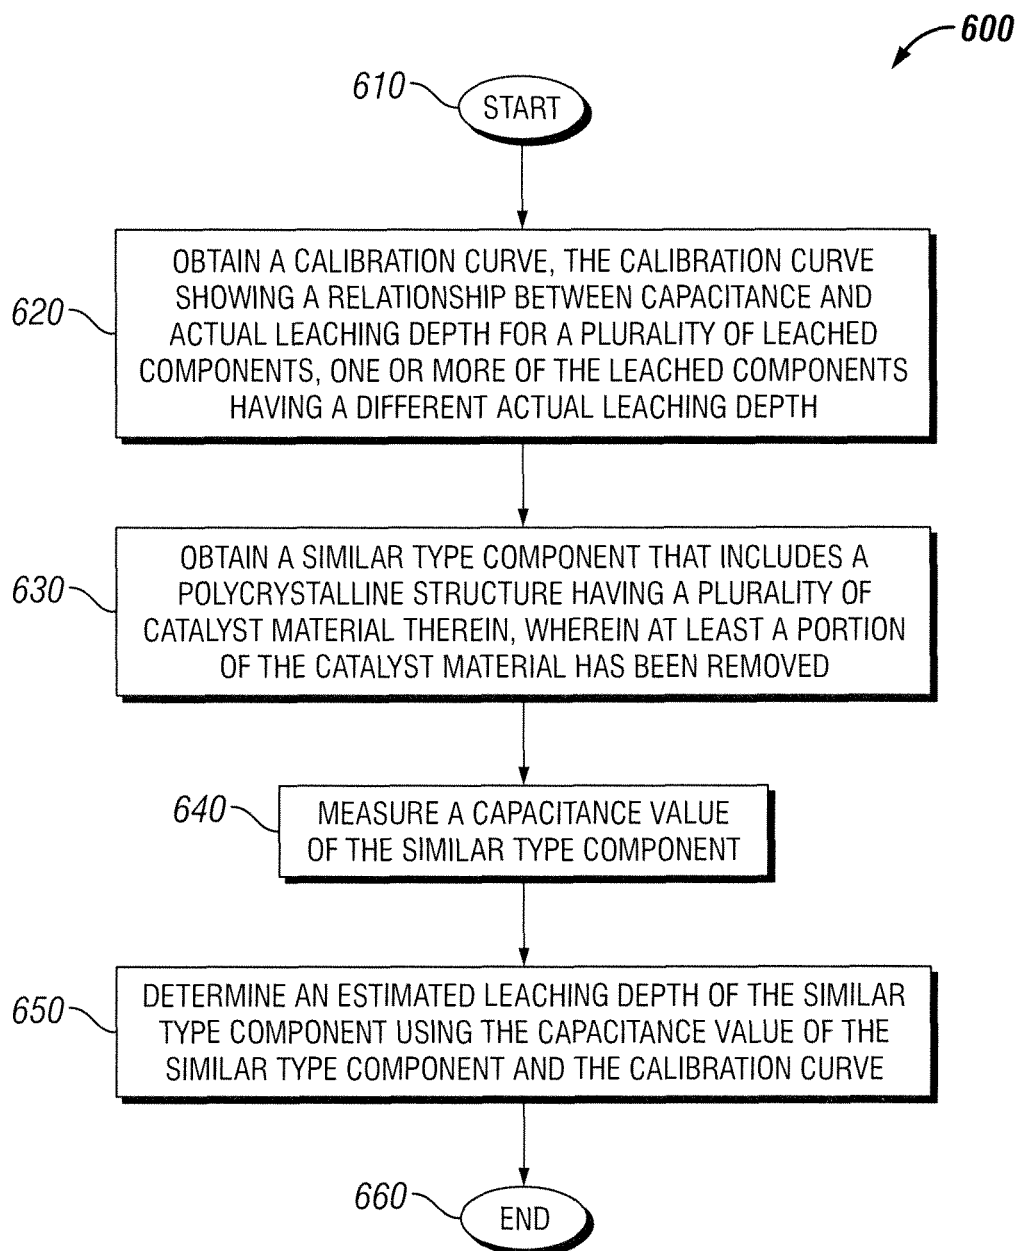 600
610
START
620
OBTAIN A CALIBRATION CURVE, THE CALIBRATION CURVE
SHOWING A RELATIONSHIP BETWEEN CAPACITANCE AND
ACTUAL LEACHING DEPTH FOR A PLURALITY OF LEACHED
COMPONENTS, ONE OR MORE OF THE LEACHED COMPONENTS
HAVING A DIFFERENT ACTUAL LEACHING DEPTH
630
OBTAIN A SIMILAR TYPE COMPONENT THAT INCLUDES A
POLYCRYSTALLINE STRUCTURE HAVING A PLURALITY OF
CATALYST MATERIAL THEREIN, WHEREIN AT LEAST A PORTION
OF THE CATALYST MATERIAL HAS BEEN REMOVED
640
MEASURE A CAPACITANCE VALUE
OF THE SIMILAR TYPE COMPONENT
650
DETERMINE AN ESTIMATED LEACHING DEPTH OF THE SIMILAR
TYPE COMPONENT USING THE CAPACITANCE VALUE OF THE
SIMILAR TYPE COMPONENT AND THE CALIBRATION CURVE
660
END